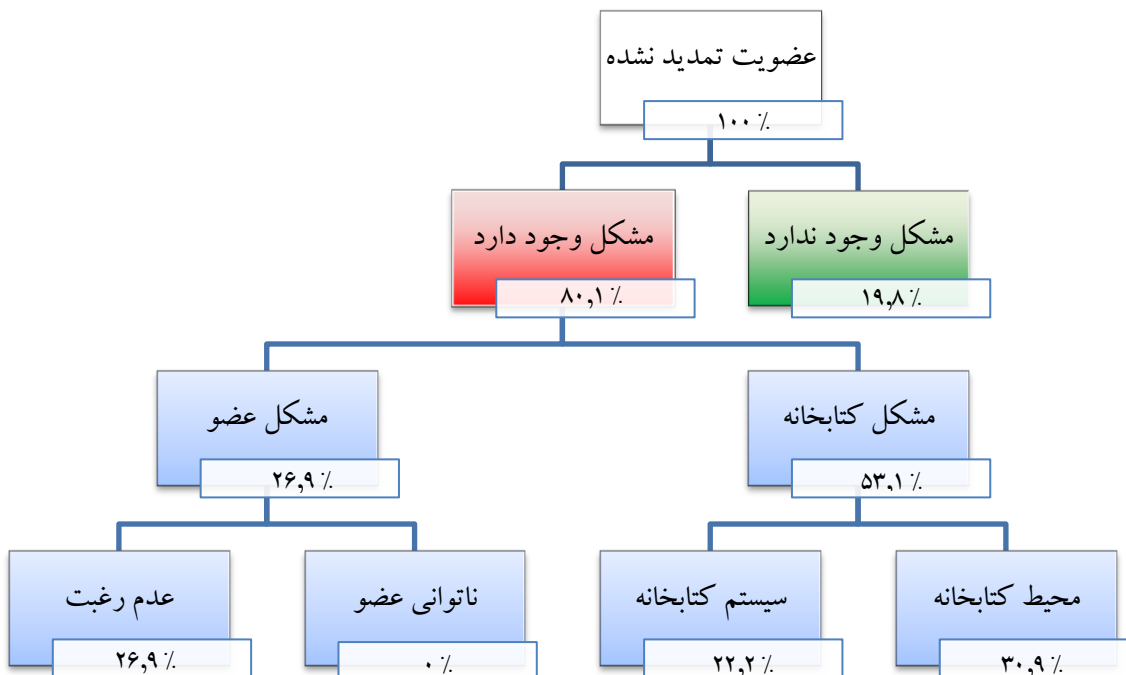 عضویت تمدید نشده
۱۰۰ ٪
مشکل وجود ندارد
۱۹٫۸ ٪
مشکل وجود دارد
۸۰٫۱ ٪
مشکل کتابخانه
۵۳٫۱ ٪
مشکل عضو
۲۶٫۹ ٪
محیط کتابخانه
۳۰٫۹ ٪
سیستم کتابخانه
۲۲٫۲ ٪
ناتوانی عضو
۰ ٪
عدم رغبت
۲۶٫۹ ٪